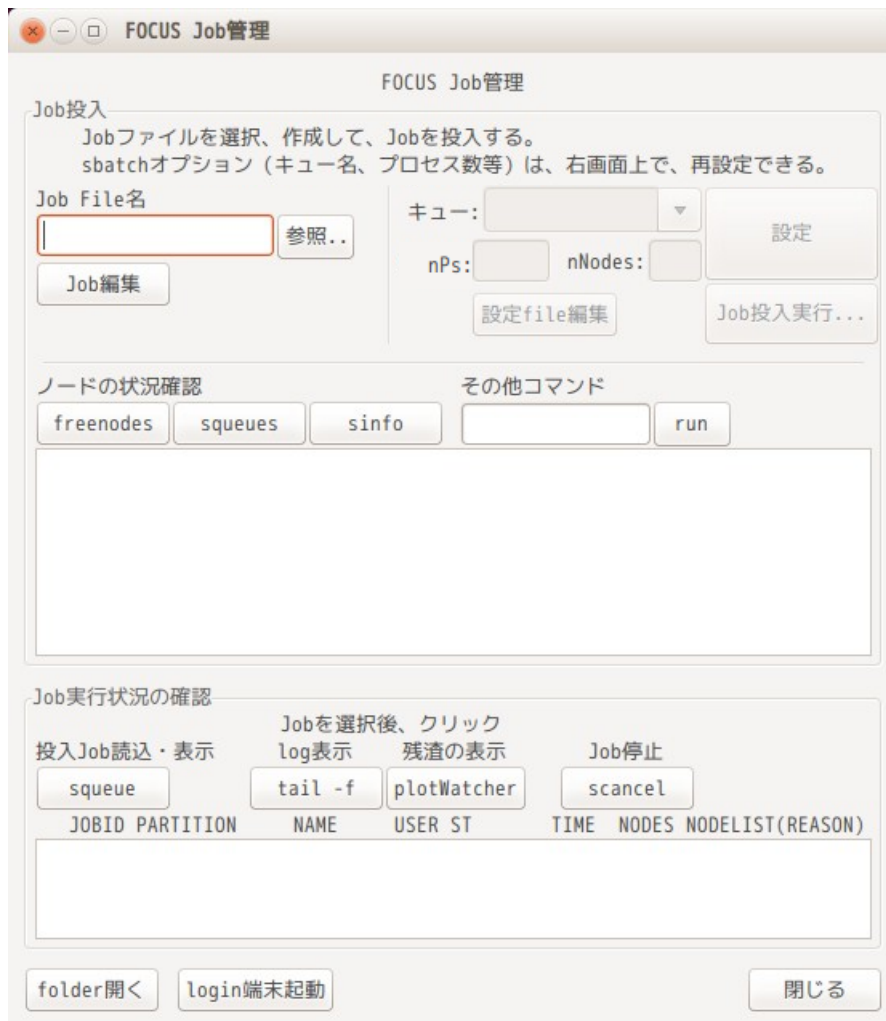 FOCUS Job管理
FOCUS Job管理
Job投入
Jobファイルを選択、作成して、Jobを投入する。
sbatchオプション（キュー名、プロセス数等）は、右画面上で、再設定できる。
Job File名
参照..
Job編集
キュー:
設定
nPs:
nNodes:
設定file編集
Job投入実行...
ノードの状況確認
その他コマンド
freenodes
squeues
sinfo
run
Job実行状況の確認
Jobを選択後、クリック
投入Job読込・表示
log表示
残渣の表示
Job停止
squeue
tail -f
plotWatcher
scancel
JOBID PARTITION NAME USER ST TIME NODES NODELIST(REASON)
folder開く
login端末起動
閉じる